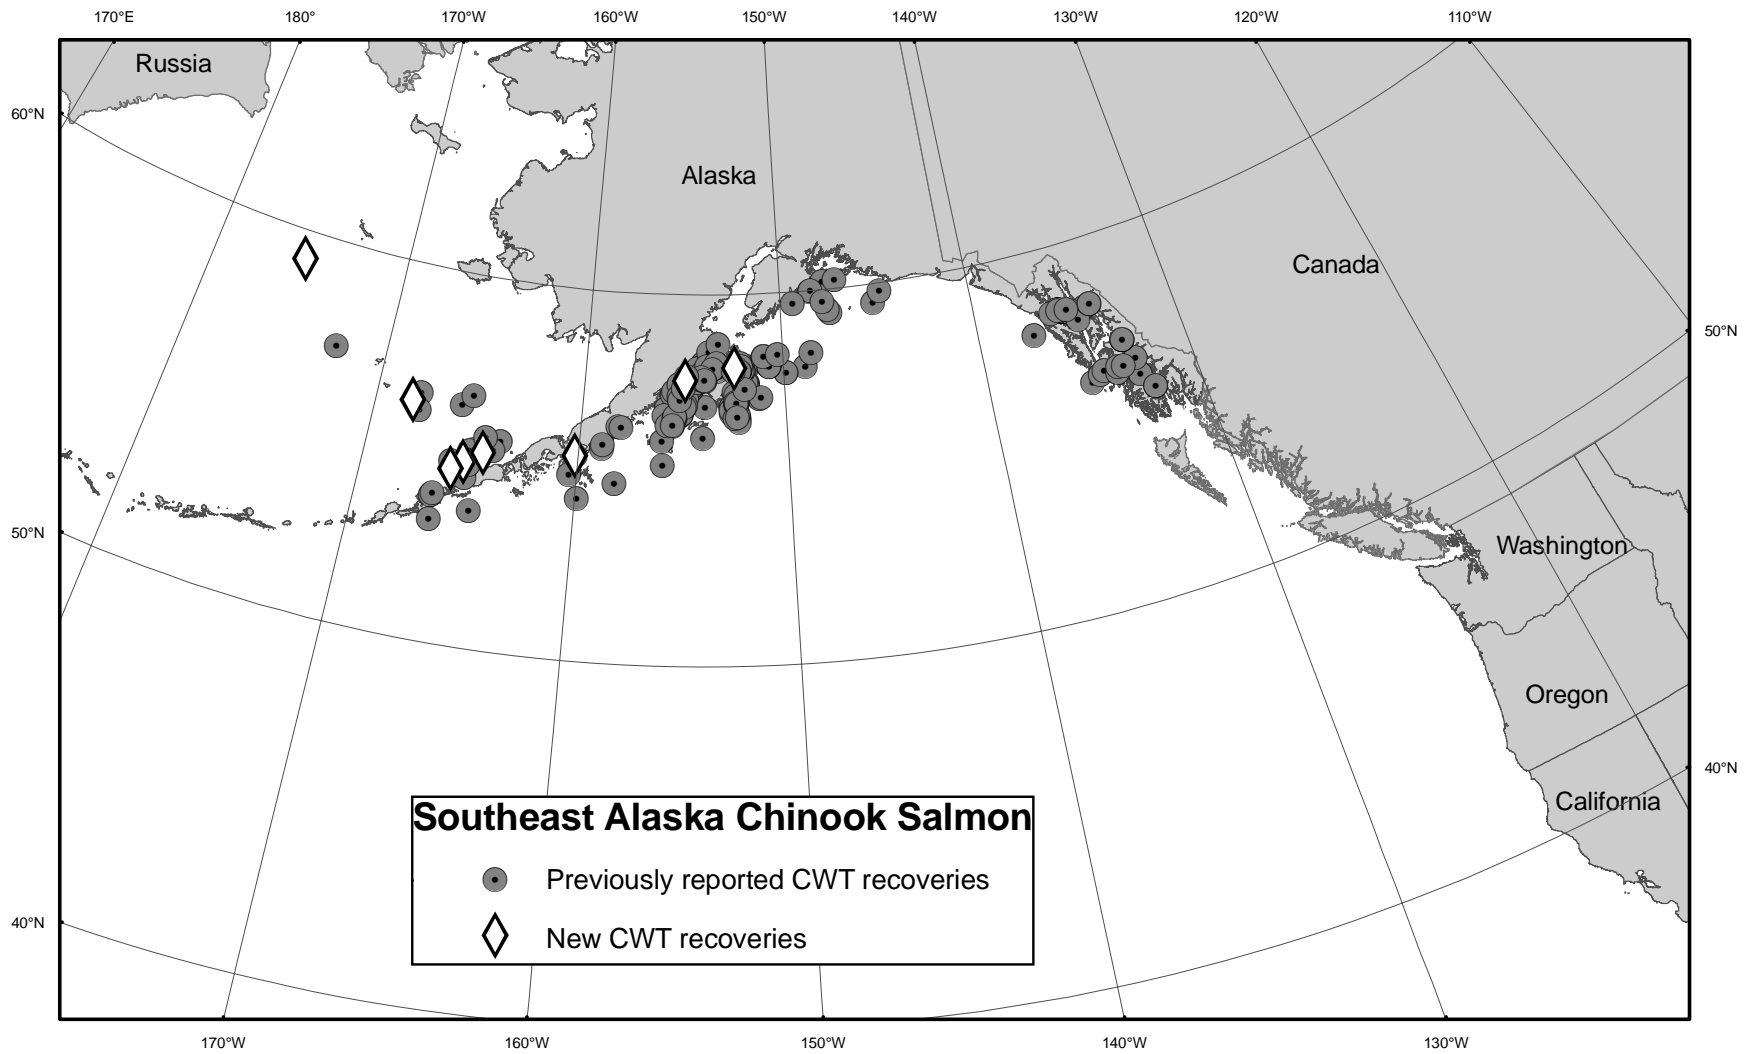 170°E 180° 170°W 160°W 150°W 140°W 130°W 120°W 110°W
Russia
60°N
Alaska
Canada
50°N
50°N
Washington
Oregon
40°N
California
Southeast Alaska Chinook Salmon
Previously reported CWT recoveries
40°N
New CWT recoveries
170°W 160°W 150°W 140°W 130°W